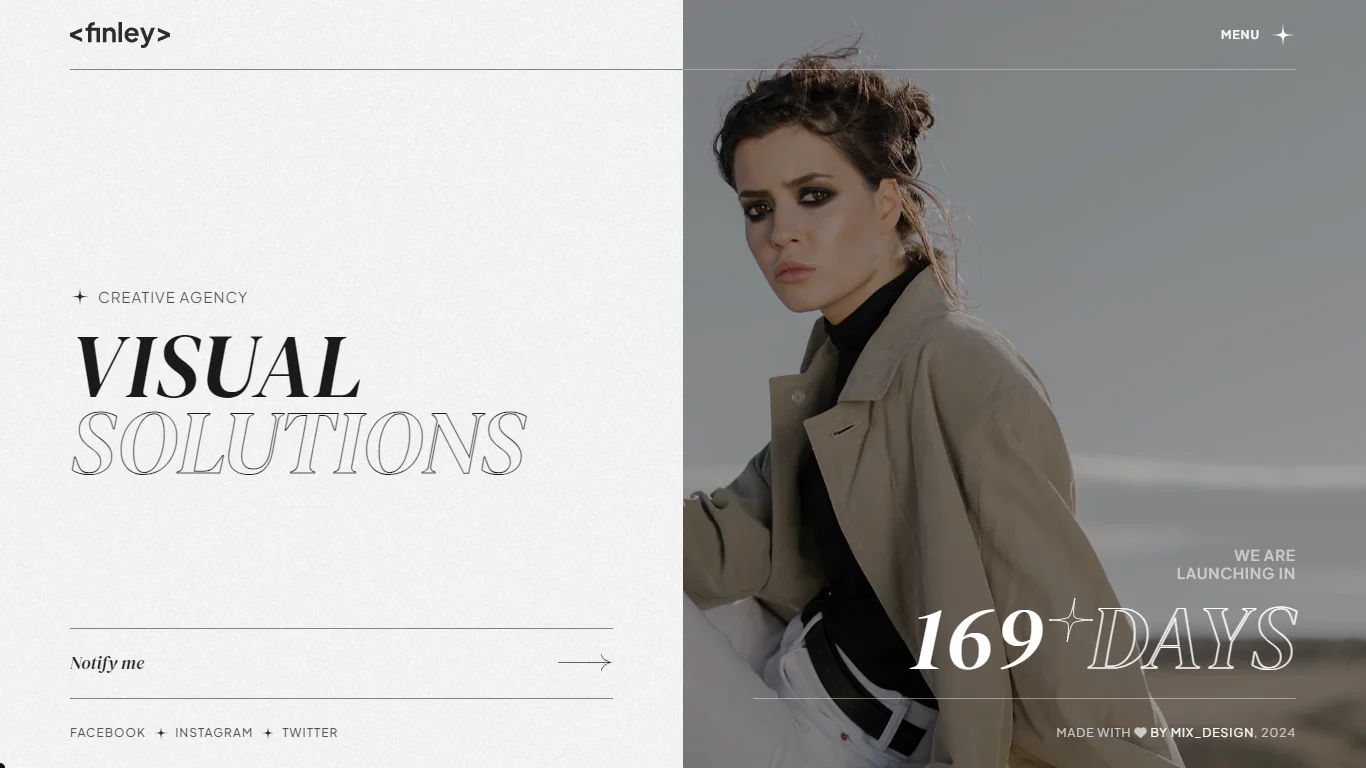 <finley>
MENU
CREATIVE AGENCY
VISUAL
SOLUTIONS
WE ARE
LAUNCHING IN
169 DAYS
Notify me
FACEBOOK INSTAGRAM TWITTER
MADE WITH BY MIX_DESIGN, 2024